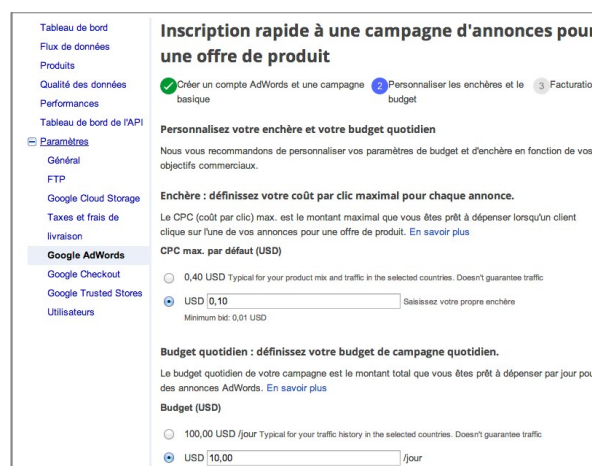 Tableau de bord
Flux de données
Produits
Qualité des données
Performances
Tableau de bord de l'API
Paramètres
Général
FTP
Google Cloud Storage
Taxes et frais de
livraison
Google AdWords
Google Checkout
Google Trusted Stores
Utilisateurs
Inscription rapide à une campagne d'annonces pour
une offre de produit
Créer un compte AdWords et une campagne
basique
2 Personnaliser les enchères et le
budget
3 Facturatio
Personnalisez votre enchère et votre budget quotidien
Nous vous recommandons de personnaliser vos paramètres de budget et d'enchère en fonction de vos
objectifs commerciaux.
Enchère : définissez votre coût par clic maximal pour chaque annonce.
Le CPC (coût par clic) max. est le montant maximal que vous êtes prêt à dépenser lorsqu'un client
clique sur l'une de vos annonces pour une offre de produit. En savoir plus
CPC max. par défaut (USD)
0,40 USD Typical for your product mix and traffic in the selected countries. Doesn't guarantee traffic
USD 0,10 Saisissez votre propre enchère
Minimum bid: 0,01 USD
Budget quotidien : définissez votre budget de campagne quotidien.
Le budget quotidien de votre campagne est le montant total que vous êtes prêt à dépenser par jour pou
des annonces AdWords. En savoir plus
Budget (USD)
100,00 USD /jour Typical for your traffic history in the selected countries. Doesn't guarantee traffic
USD 10,00 /jour